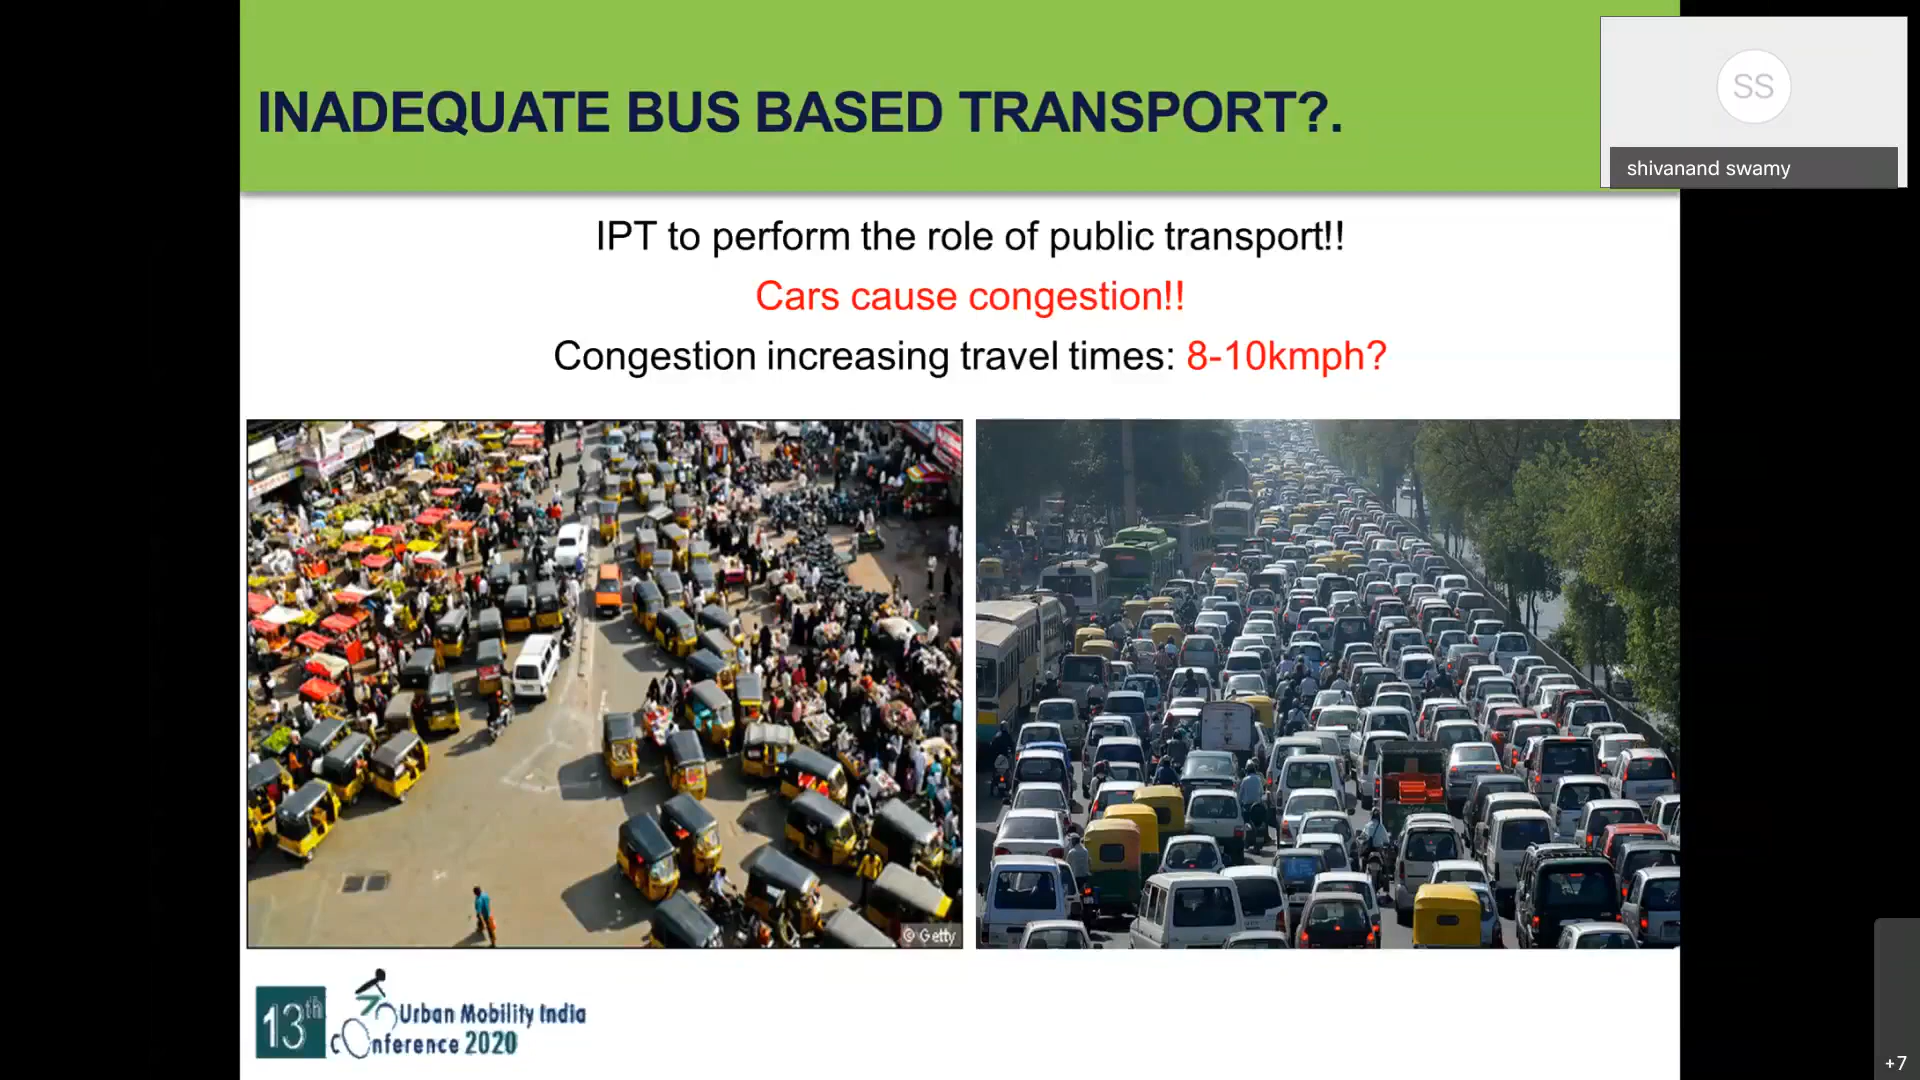 INADEQUATE BUS BASED TRANSPORT?.
SS
shivanand swamy
IPT to perform the role of public transport!!
Cars cause congestion!!
Congestion increasing travel times: 8-10kmph?
© Getty
13th
Urban Mobility India
Conference 2020
+7